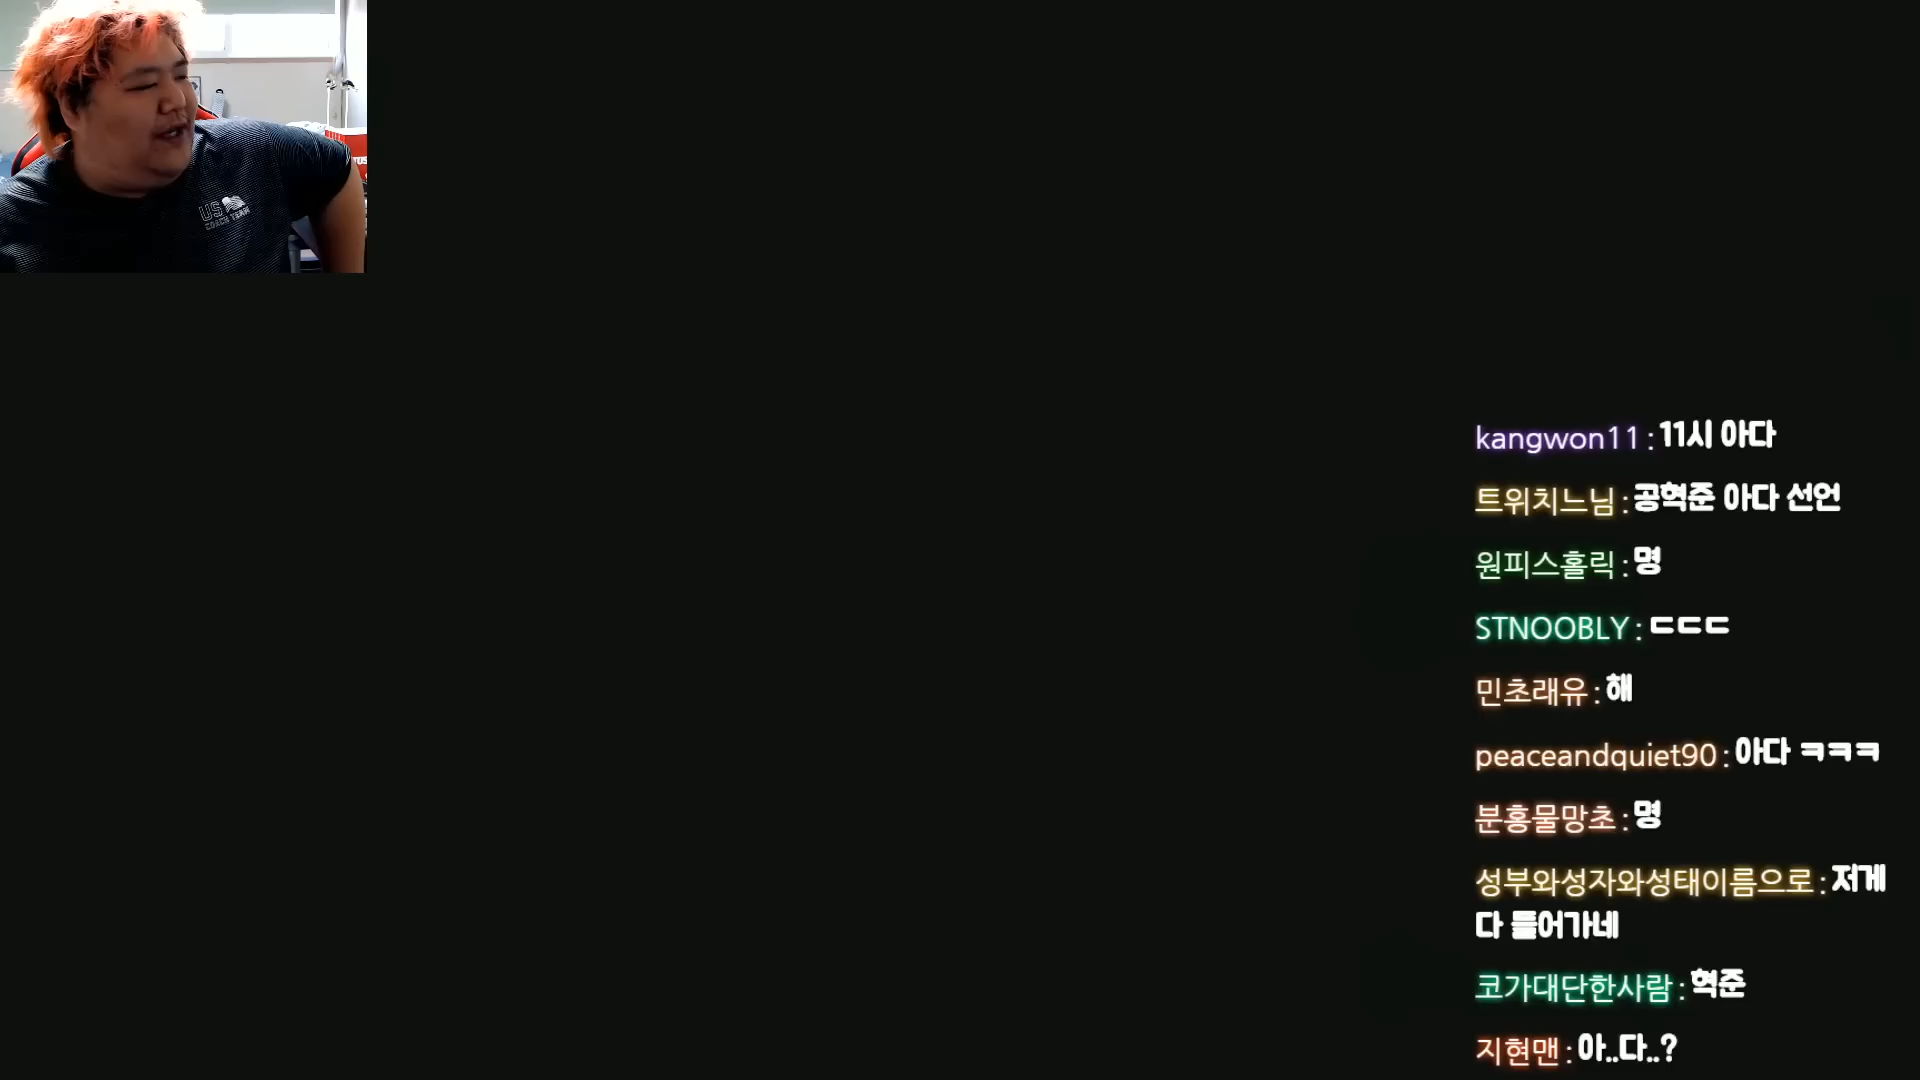 US
COACH TEAM
kangwon11 : 11시 아다
트위치느님 : 공혁준 아다 선언
원피스홀릭 : 명
STNOOBLY : ㄷㄷㄷ
민초래유 : 해
peaceandquiet90 : 아다 ㅋㅋㅋ
분홍물망초 : 명
성부와성자와성태이름으로 : 저게
다 들어가네
코가대단한사람 : 혁준
지현맨 : 아..다..?